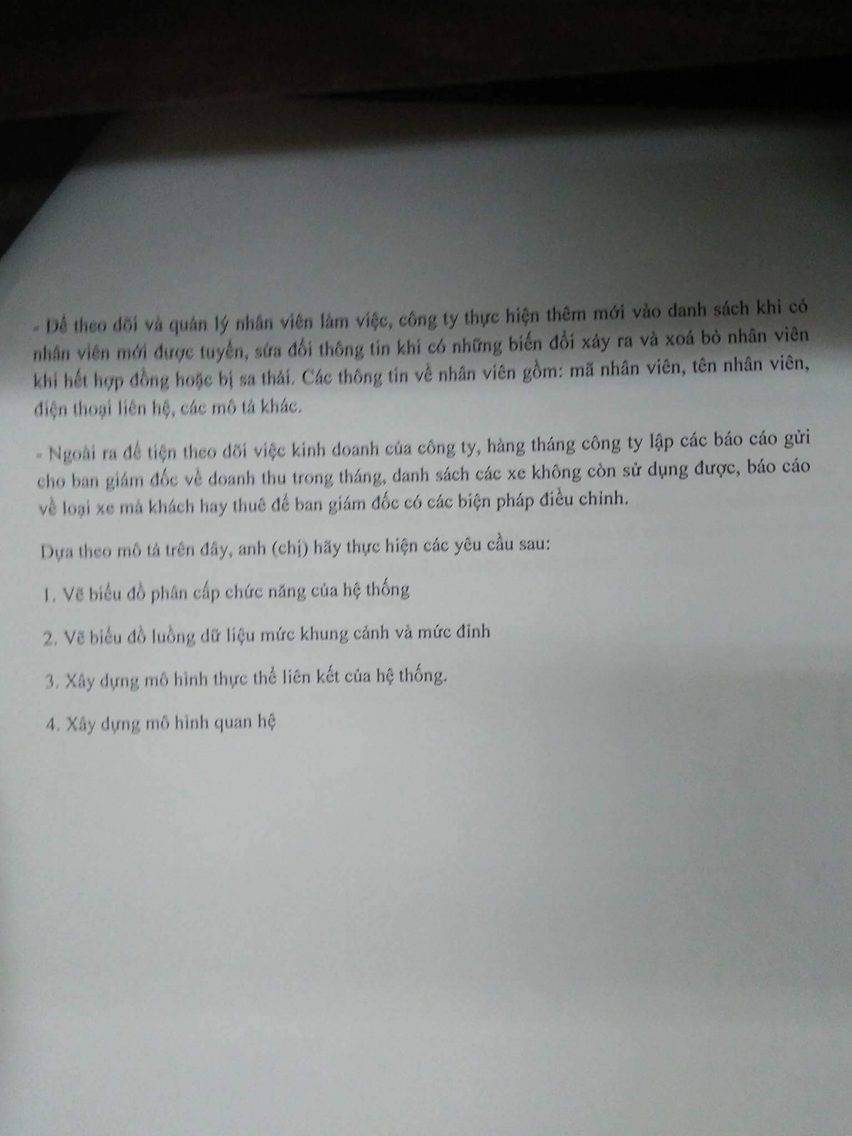 - Để theo dõi và quản lý nhân viên làm việc, công ty thực hiện thêm mới vào danh sách khi có
nhân viên mới được tuyển, sửa đổi thông tin khi có những biến đổi xảy ra và xoá bỏ nhân viên
khi hết hợp đồng hoặc bị sa thải. Các thông tin về nhân viên gồm: mã nhân viên, tên nhân viên,
điện thoại liên hệ, các mô tả khác.
- Ngoài ra để tiện theo dõi việc kinh doanh của công ty, hàng tháng công ty lập các báo cáo gửi
cho ban giám đốc về doanh thu trong tháng, danh sách các xe không còn sử dụng được, báo cáo
về loại xe mà khách hay thuê để ban giám đốc có các biện pháp điều chỉnh.
Dựa theo mô tả trên đây, anh (chị) hãy thực hiện các yêu cầu sau:
1. Vẽ biểu đồ phân cấp chức năng của hệ thống
2. Vẽ biểu đồ luồng dữ liệu mức khung cảnh và mức đỉnh
3. Xây dựng mô hình thực thể liên kết của hệ thống.
4. Xây dựng mô hình quan hệ